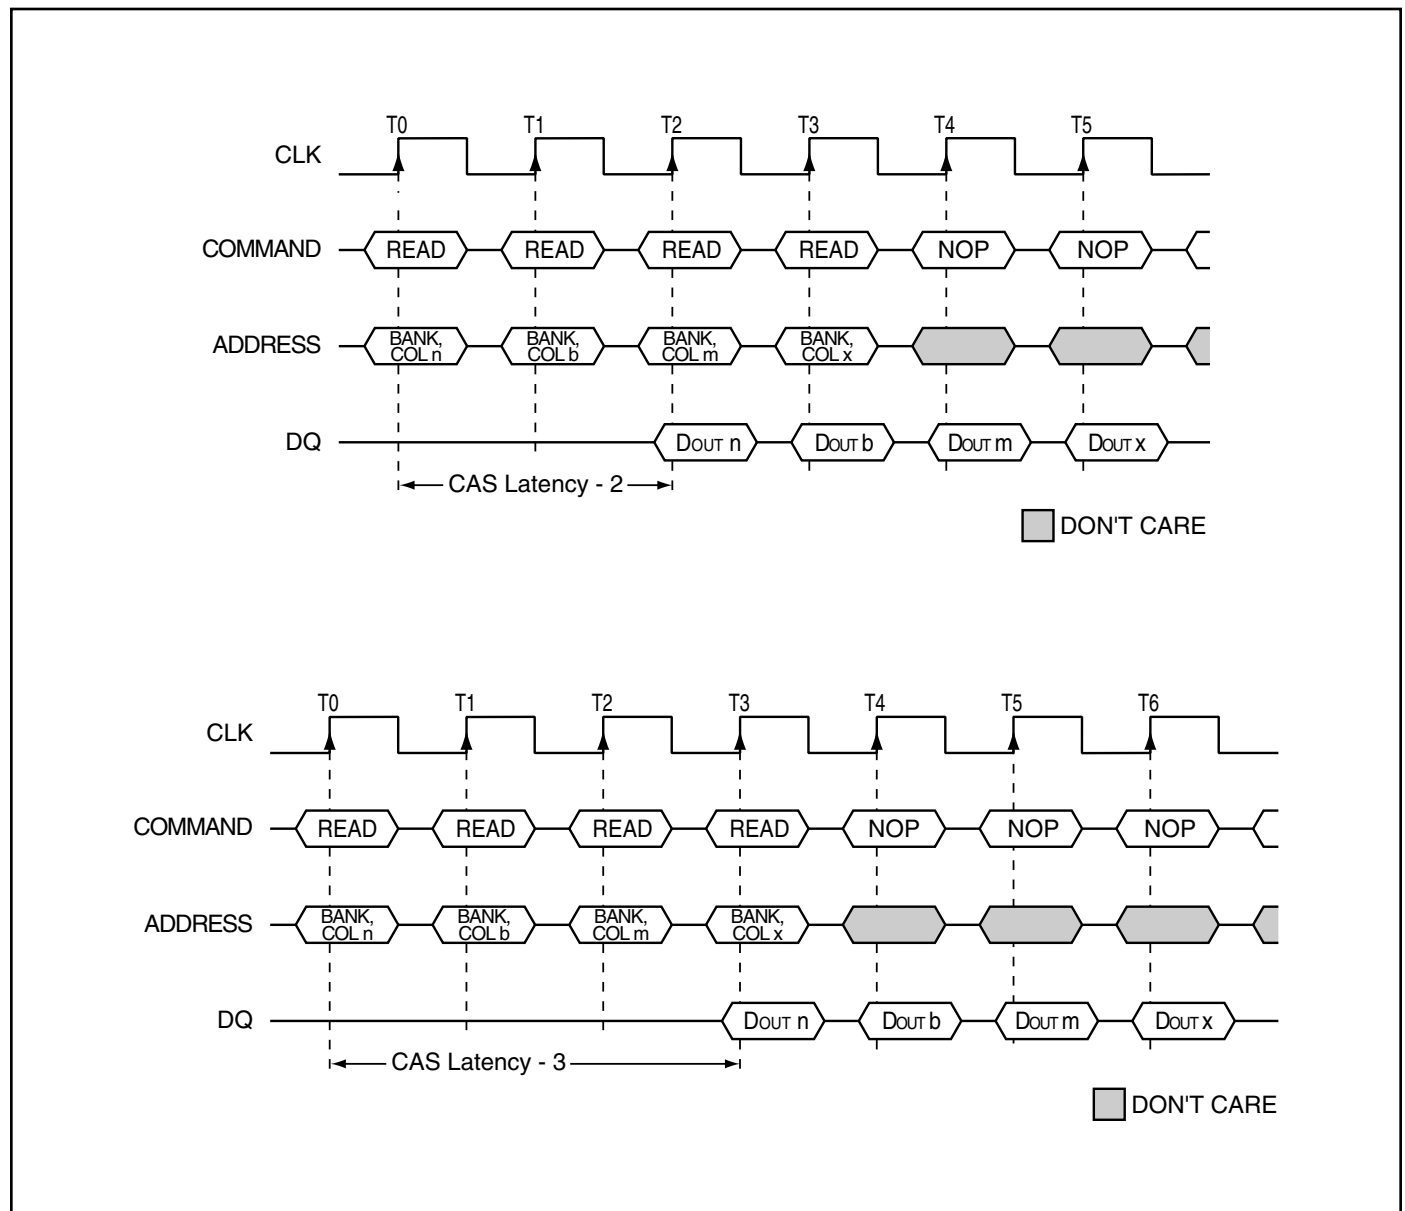 T0 T1 T2 T3 T4 T5
CLK
COMMAND READ READ READ READ NOP NOP
ADDRESS BANK, COL n BANK, COL b BANK, COL m BANK, COL x
DQ DOUT n DOUT b DOUT m DOUT x
CAS Latency - 2
DON'T CARE
T0 T1 T2 T3 T4 T5 T6
CLK
COMMAND READ READ READ READ NOP NOP NOP
ADDRESS BANK, COL n BANK, COL b BANK, COL m BANK, COL x
DQ DOUT n DOUT b DOUT m DOUT x
CAS Latency - 3
DON'T CARE